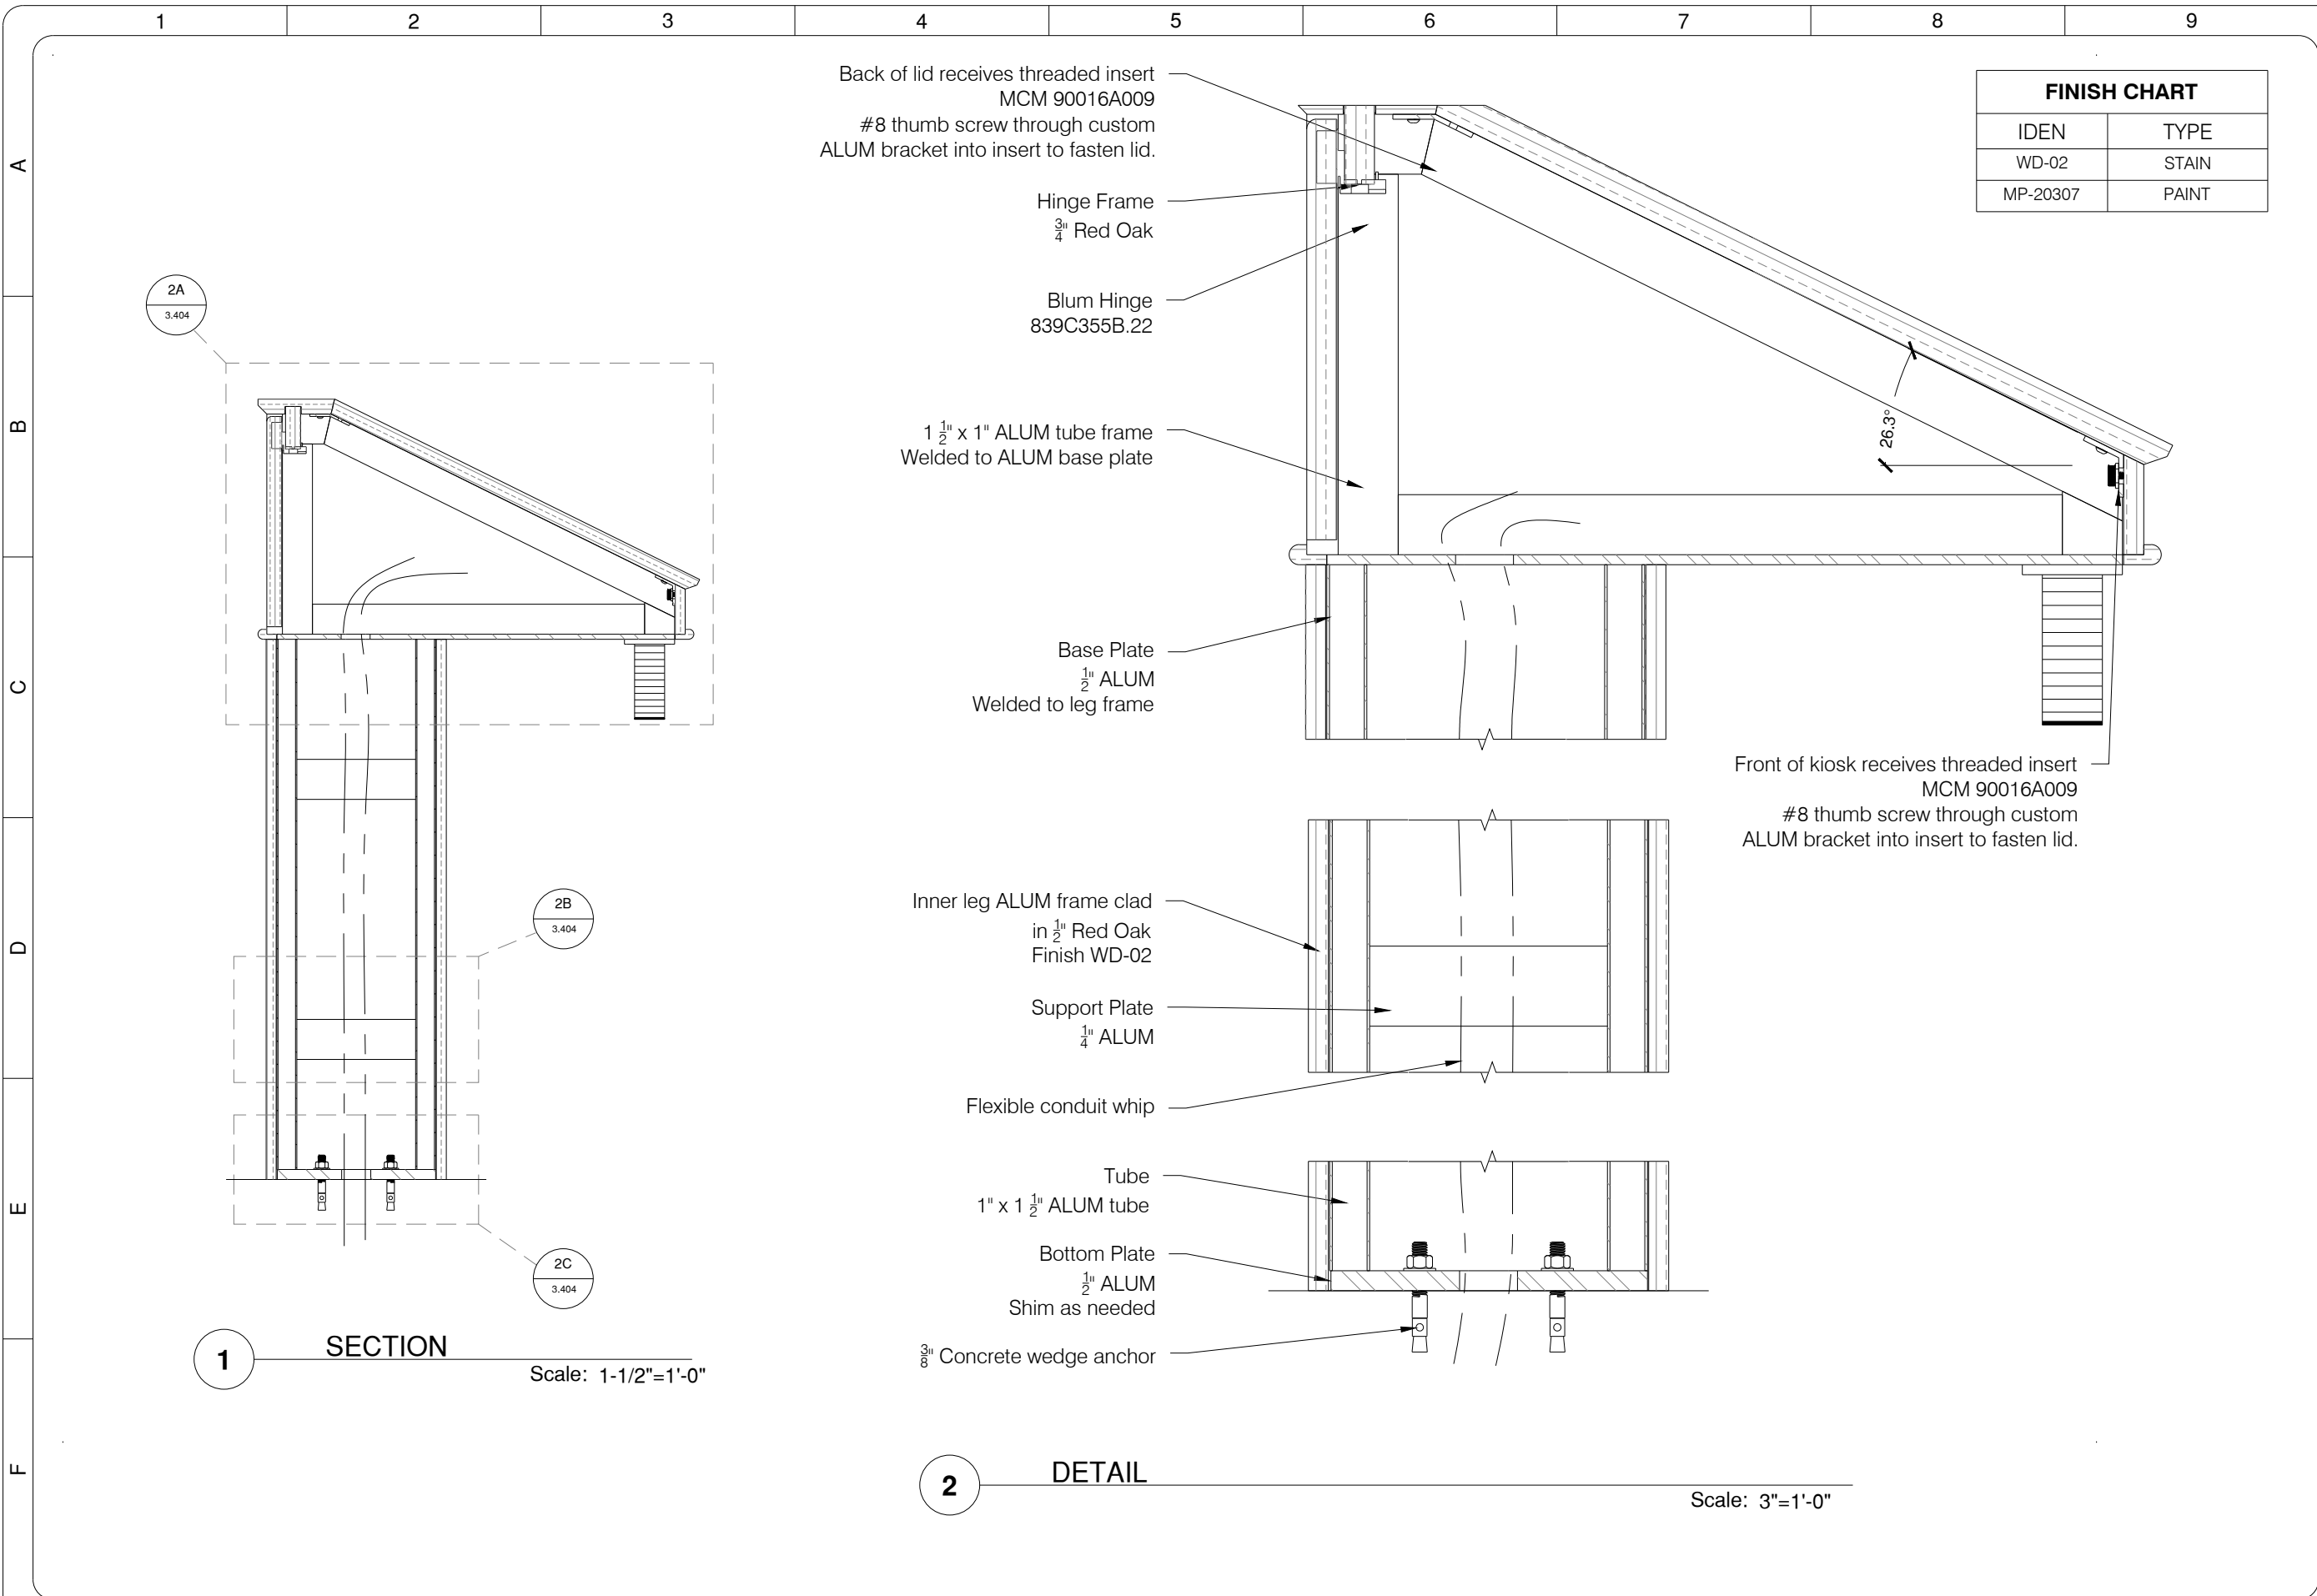 1 2 3 4 5 6 7 8 9
A
B
C
D
E
F
FINISH CHART
IDEN TYPE
WD-02 STAIN
MP-20307 PAINT
2A
3.404
2B
3.404
2C
3.404
1
SECTION
Scale: 1-1/2"=1'-0"
Back of lid receives threaded insert
MCM 90016A009
#8 thumb screw through custom
ALUM bracket into insert to fasten lid.
Hinge Frame
3/4" Red Oak
Blum Hinge
839C355B.22
1 1/2" x 1" ALUM tube frame
Welded to ALUM base plate
26.3°
Base Plate
1/2" ALUM
Welded to leg frame
Front of kiosk receives threaded insert
MCM 90016A009
#8 thumb screw through custom
ALUM bracket into insert to fasten lid.
Inner leg ALUM frame clad
in 1/2" Red Oak
Finish WD-02
Support Plate
1/4" ALUM
Flexible conduit whip
Tube
1" x 1 1/2" ALUM tube
Bottom Plate
1/2" ALUM
Shim as needed
3/8" Concrete wedge anchor
2
DETAIL
Scale: 3"=1'-0"